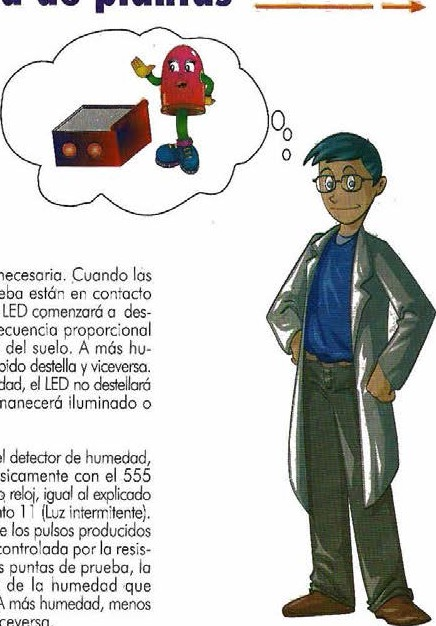 de plantas
necesaria. Cuando las
eba están en contacto
LED comenzará a des-
ecuencia proporcional
del suelo. A más hu-
pido destella y viceversa.
dad, el LED no destellará
manecerá iluminado o
el detector de humedad,
sicamente con el 555
o reloj, igual al explicado
nto 11 (Luz intermitente).
e los pulsos producidos
controlada por la resis-
s puntas de prueba, la
de la humedad que
A más humedad, menos
ceversa.